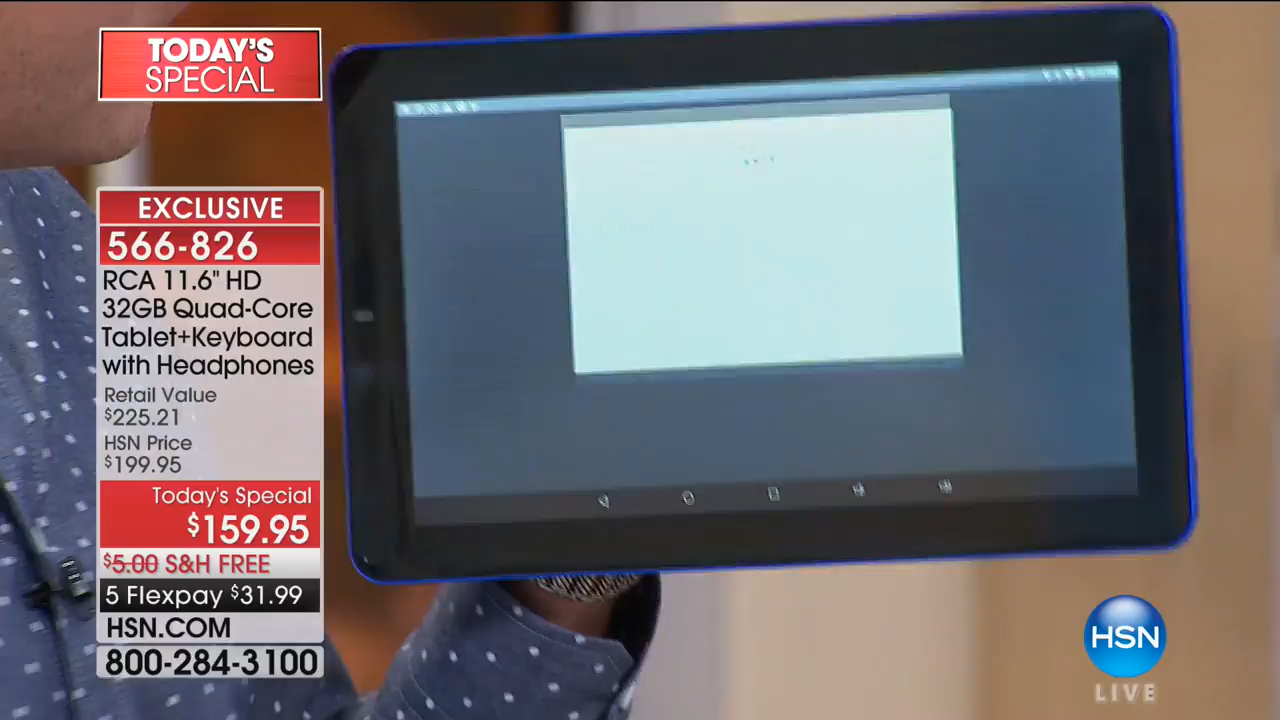 TODAY'S
SPECIAL
EXCLUSIVE
566-826
RCA 11.6" HD
32GB Quad-Core
Tablet+Keyboard
with Headphones
Retail Value
$225.21
HSN Price
$199.95
Today's Special
$159.95
$5.00 S&H FREE
5 Flexpay $31.99
HSN.COM
800-284-3100
HSN
LIVE